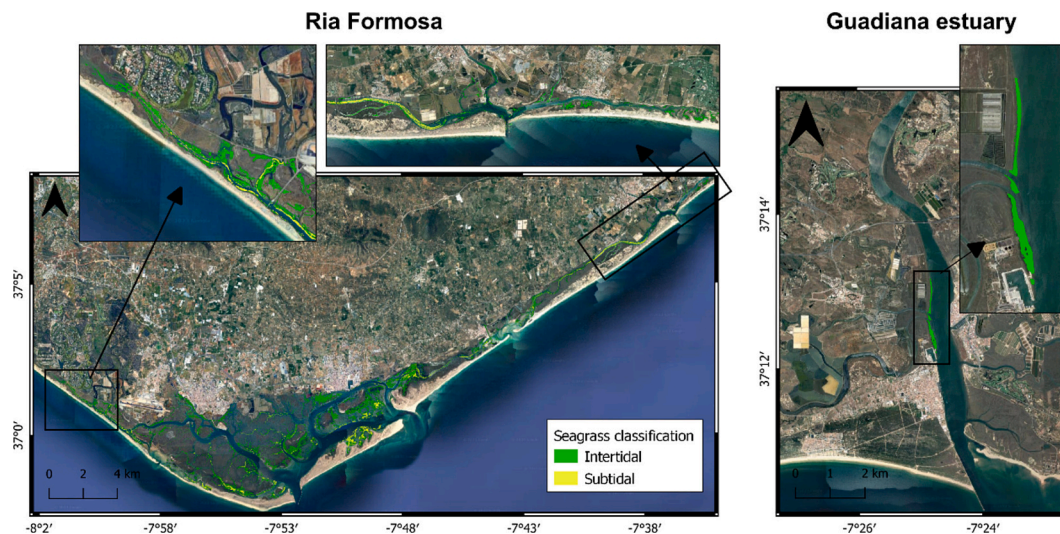 Ria Formosa
Guadiana estuary
37°5′
37°0′
0 2 4 km
Seagrass classification
Intertidal
Subtidal
-8°2′ -7°58′ -7°53′ -7°48′ -7°43′ -7°38′
37°14′
37°12′
0 1 2 km
-7°26′ -7°24′